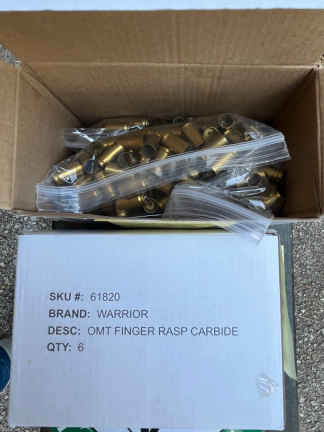 SKU #: 61820
BRAND: WARRIOR
DESC: OMT FINGER RASP CARBIDE
QTY: 6